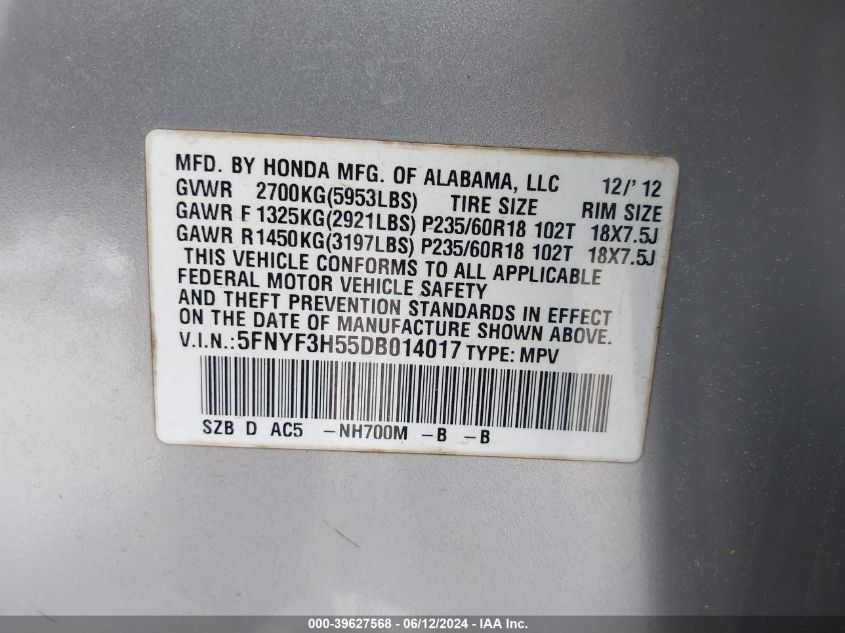 MFD. BY HONDA MFG. OF ALABAMA, LLC 12/' 12
GVWR 2700KG(5953LBS) TIRE SIZE RIM SIZE
GAWR F 1325KG(2921LBS) P235/60R18 102T 18X7.5J
GAWR R1450KG(3197LBS) P235/60R18 102T 18X7.5J
THIS VEHICLE CONFORMS TO ALL APPLICABLE
FEDERAL MOTOR VEHICLE SAFETY
AND THEFT PREVENTION STANDARDS IN EFFECT
ON THE DATE OF MANUFACTURE SHOWN ABOVE.
V.I.N.:5FNYF3H55DB014017 TYPE: MPV
SZB D AC5 -NH700M -B -B
000-39627568 - 06/12/2024 - IAA Inc.